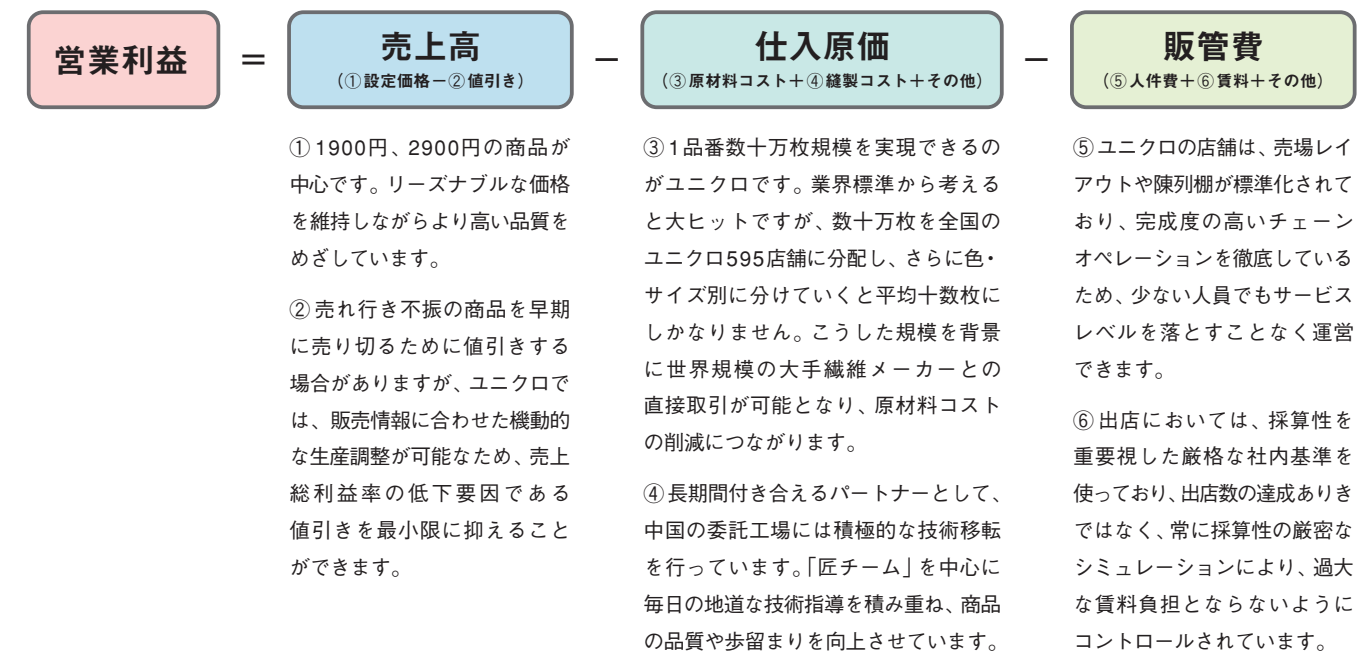 営業利益
＝
売上高
（①設定価格－②値引き）
－
仕入原価
（③原材料コスト＋④縫製コスト＋その他）
－
販管費
（⑤人件費＋⑥賃料＋その他）
①1900円、2900円の商品が
中心です。リーズナブルな価格
を維持しながらより高い品質を
めざしています。
②売れ行き不振の商品を早期
に売り切るために値引きする
場合がありますが、ユニクロで
は、販売情報に合わせた機動的
な生産調整が可能なため、売上
総利益率の低下要因である
値引きを最小限に抑えること
ができます。
③1品番数十万枚規模を実現できるの
がユニクロです。業界標準から考える
と大ヒットですが、数十万枚を全国の
ユニクロ595店舗に分配し、さらに色・
サイズ別に分けていくと平均十数枚に
しかなりません。こうした規模を背景
に世界規模の大手繊維メーカーとの
直接取引が可能となり、原材料コスト
の削減につながります。
④長期間付き合えるパートナーとして、
中国の委託工場には積極的な技術移転
を行っています。「匠チーム」を中心に
毎日の地道な技術指導を積み重ね、商品
の品質や歩留まりを向上させています。
⑤ユニクロの店舗は、売場レイ
アウトや陳列棚が標準化されて
おり、完成度の高いチェーン
オペレーションを徹底している
ため、少ない人員でもサービス
レベルを落とすことなく運営
できます。
⑥出店においては、採算性を
重要視した厳格な社内基準を
使っており、出店数の達成ありき
ではなく、常に採算性の厳密な
シミュレーションにより、過大
な賃料負担とならないように
コントロールされています。